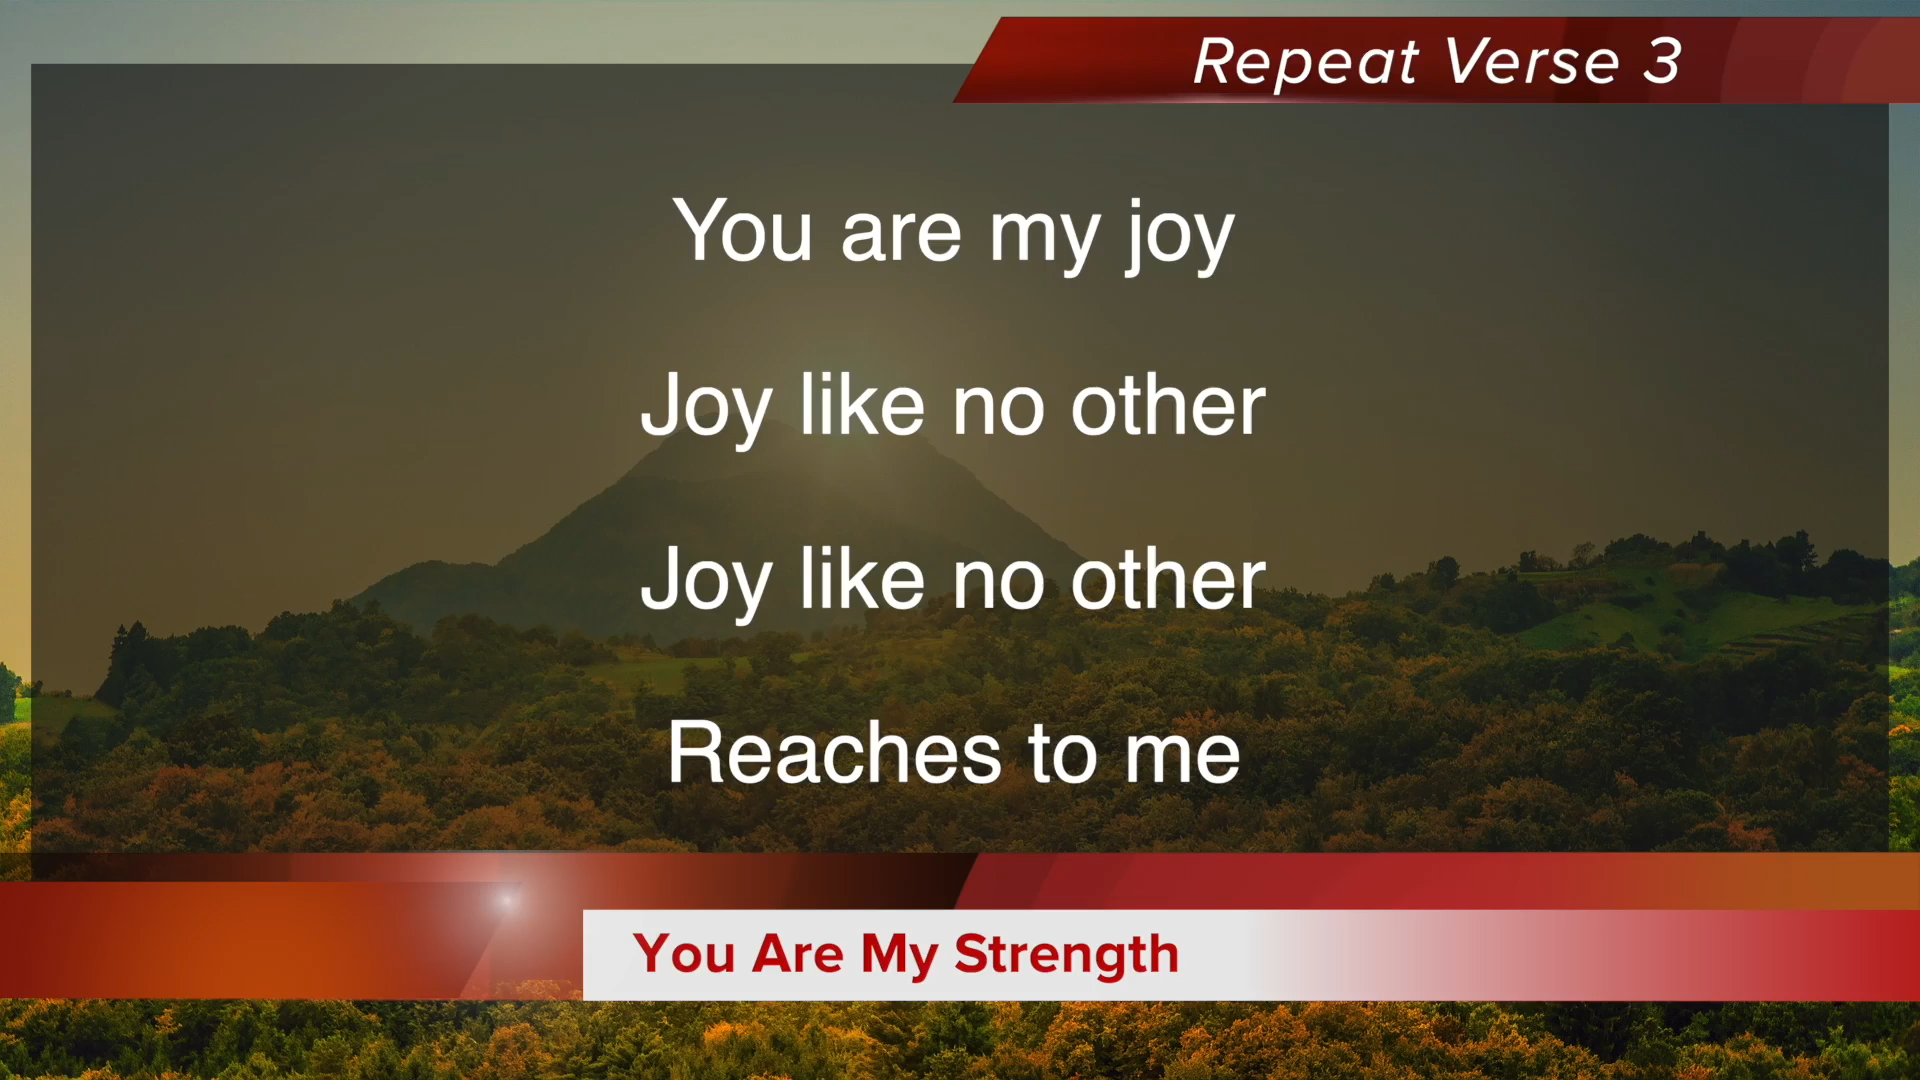 Repeat Verse 3
You are my joy
Joy like no other
Joy like no other
Reaches to me
You Are My Strength